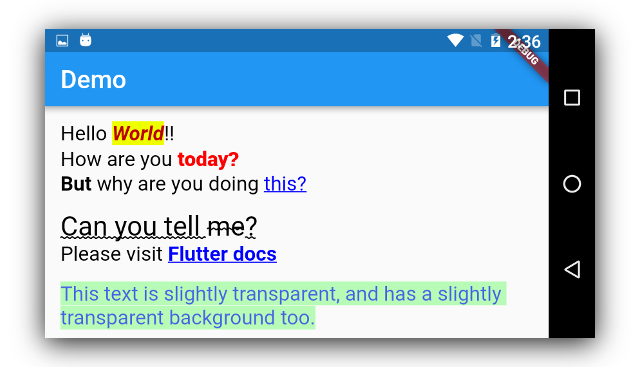 2:36
DEBUG
Demo
Hello World!!
How are you today?
But why are you doing this?
Can you tell me?
Please visit Flutter docs
This text is slightly transparent, and has a slightly
transparent background too.